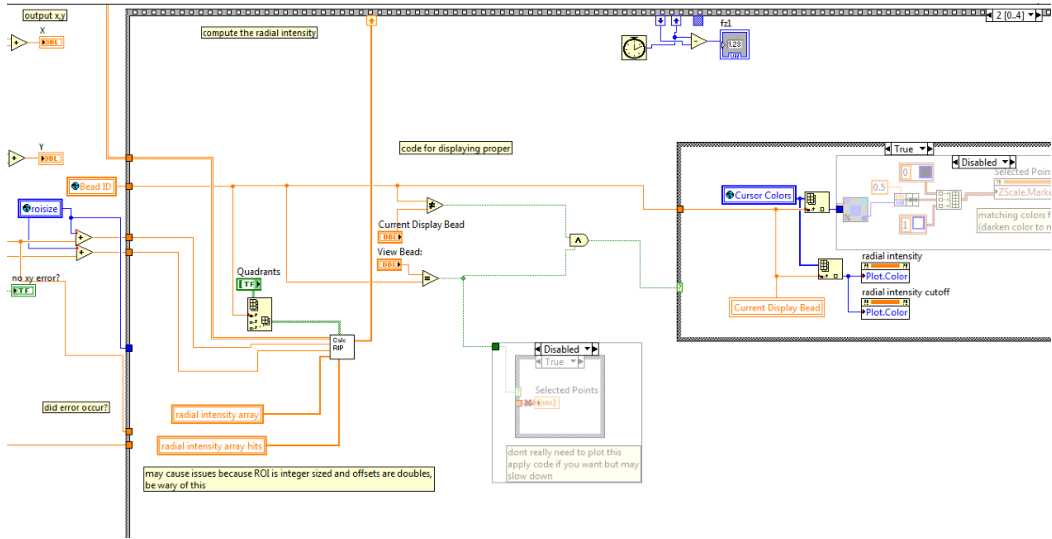 output x,y
X
DBL
compute the radial intensity
fz1
1.23
2 [0..4]
Y
DBL
code for displaying proper
True
Disabled
Bead ID
0
Selected Point
0.5
ZScale.Marke
Cursor Colors
roisize
Current Display Bead
DBL
1
matching colors f
(darken color to n
View Bead:
DBL
radial intensity
Plot.Color
no xy error?
TF
Quadrants
TF
radial intensity cutoff
Plot.Color
Current Display Bead
Calc
RIP
Disabled
True
Selected Points
DBL
did error occur?
radial intensity array
radial intensity array hits
dont really need to plot this
apply code if you want but may
slow down
may cause issues because ROI is integer sized and offsets are doubles,
be wary of this